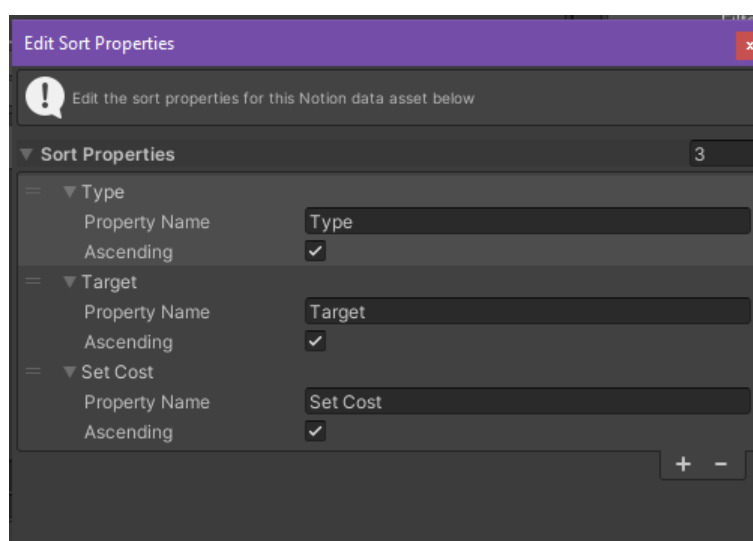 Edit Sort Properties
x
Edit the sort properties for this Notion data asset below
Sort Properties 3
Type
Property Name Type
Ascending
Target
Property Name Target
Ascending
Set Cost
Property Name Set Cost
Ascending
+ -